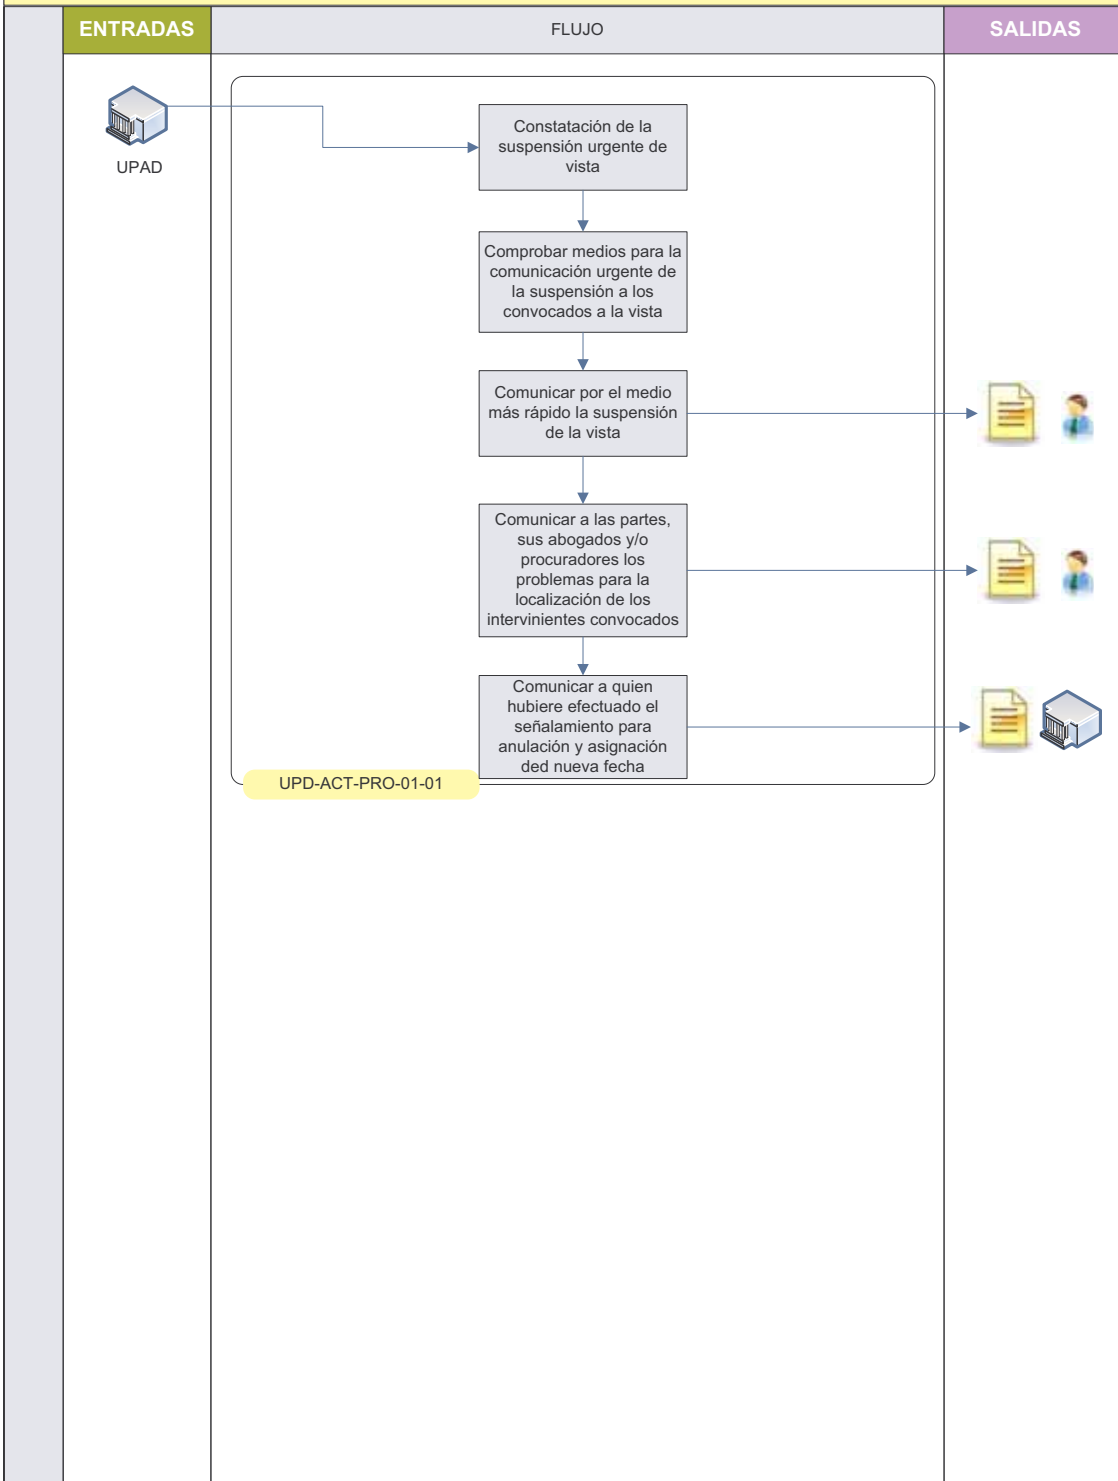 ENTRADAS
FLUJO
SALIDAS
UPAD
Constatación de la
suspensión urgente de
vista
Comprobar medios para la
comunicación urgente de
la suspensión a los
convocados a la vista
Comunicar por el medio
más rápido la suspensión
de la vista
Comunicar a las partes,
sus abogados y/o
procuradores los
problemas para la
localización de los
intervinientes convocados
Comunicar a quien
hubiere efectuado el
señalamiento para
anulación y asignación
ded nueva fecha
UPD-ACT-PRO-01-01